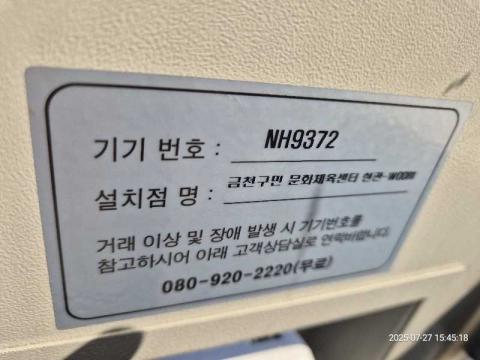 기기 번호 : NH9372
설치점 명 : 금천구민 문화체육센터 현관-WOORI
거래 이상 및 장애 발생 시 기기번호를
참고하시어 아래 고객상담실로 연락바랍니다.
080-920-2220(무료)
2025-07-27 15:45:18